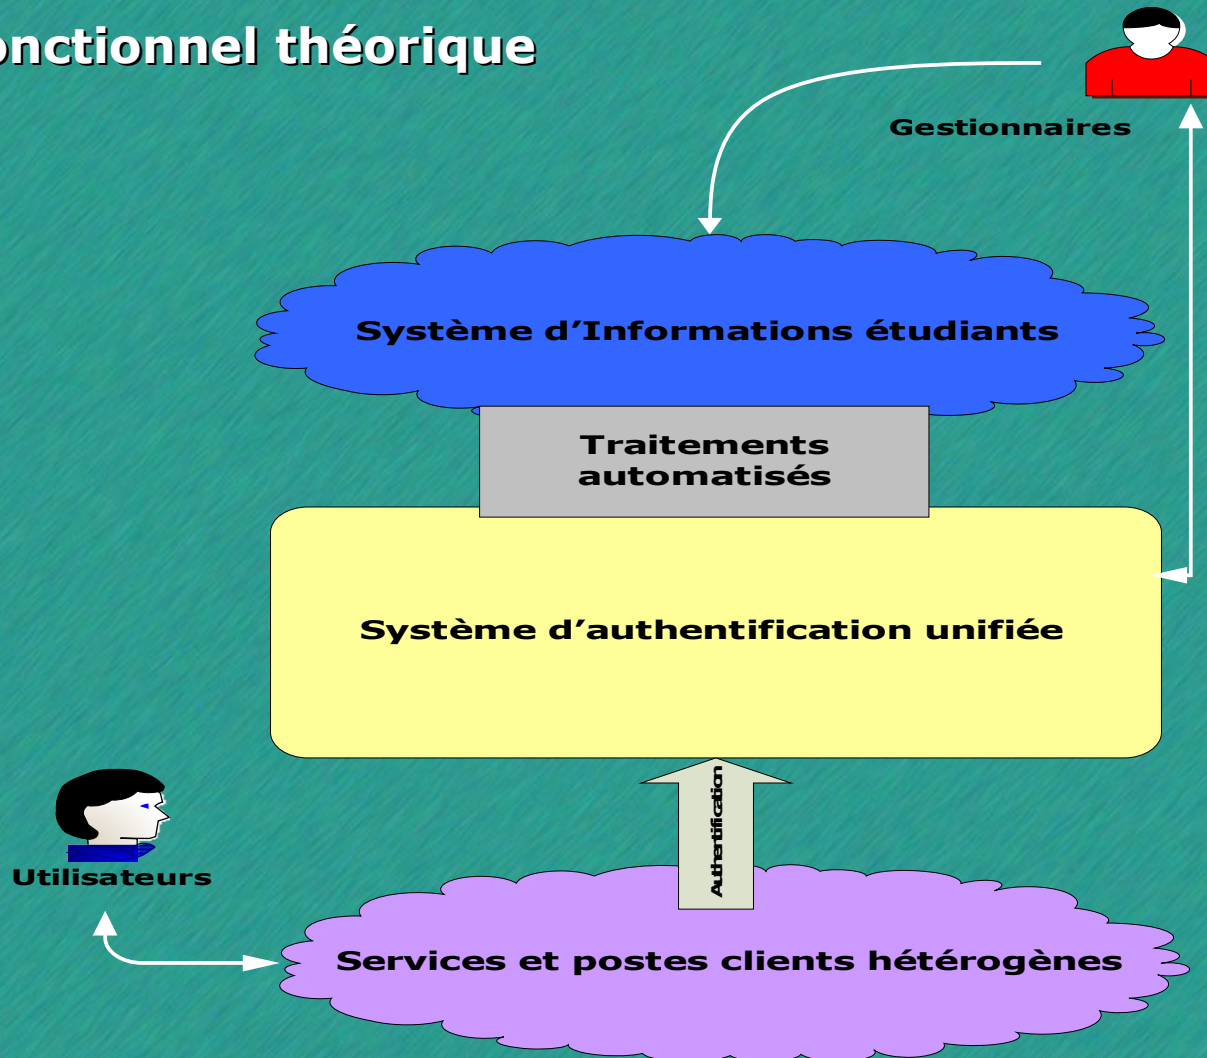 onctionnel théorique
Gestionnaires
Système d’Informations étudiants
Traitements
automatisés
Système d’authentification unifiée
Authentification
Utilisateurs
Services et postes clients hétérogènes